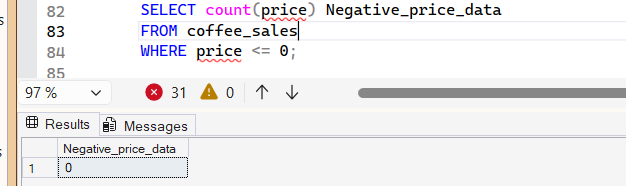 82 SELECT count(price) Negative_price_data
83 FROM coffee_sales
84 WHERE price <= 0;
85
97 % 31 0
Results Messages
Negative_price_data
1 0